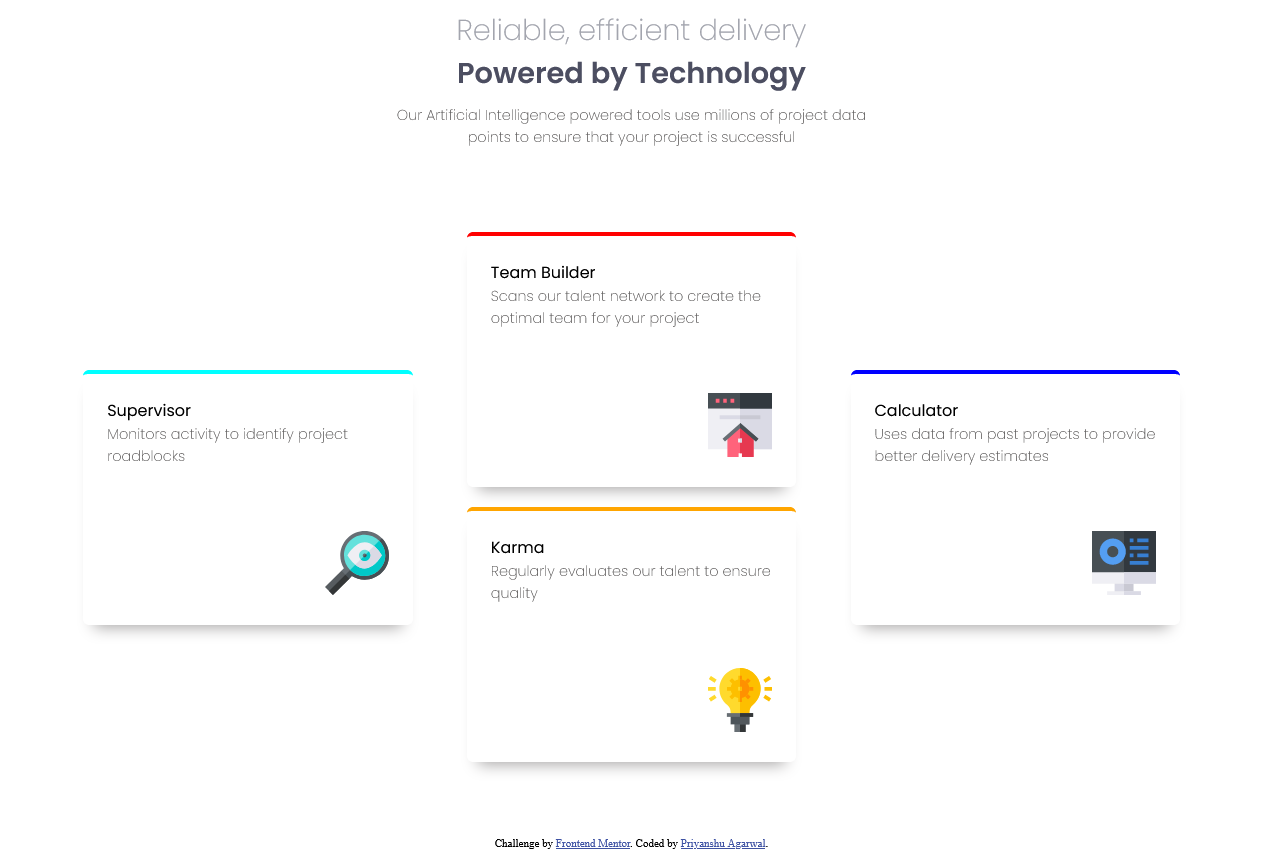 Reliable, efficient delivery
Powered by Technology
Our Artificial Intelligence powered tools use millions of project data
points to ensure that your project is successful
Team Builder
Scans our talent network to create the
optimal team for your project
Supervisor
Monitors activity to identify project
roadblocks
Calculator
Uses data from past projects to provide
better delivery estimates
Karma
Regularly evaluates our talent to ensure
quality
Challenge by Frontend Mentor. Coded by Priyanshu Agarwal.